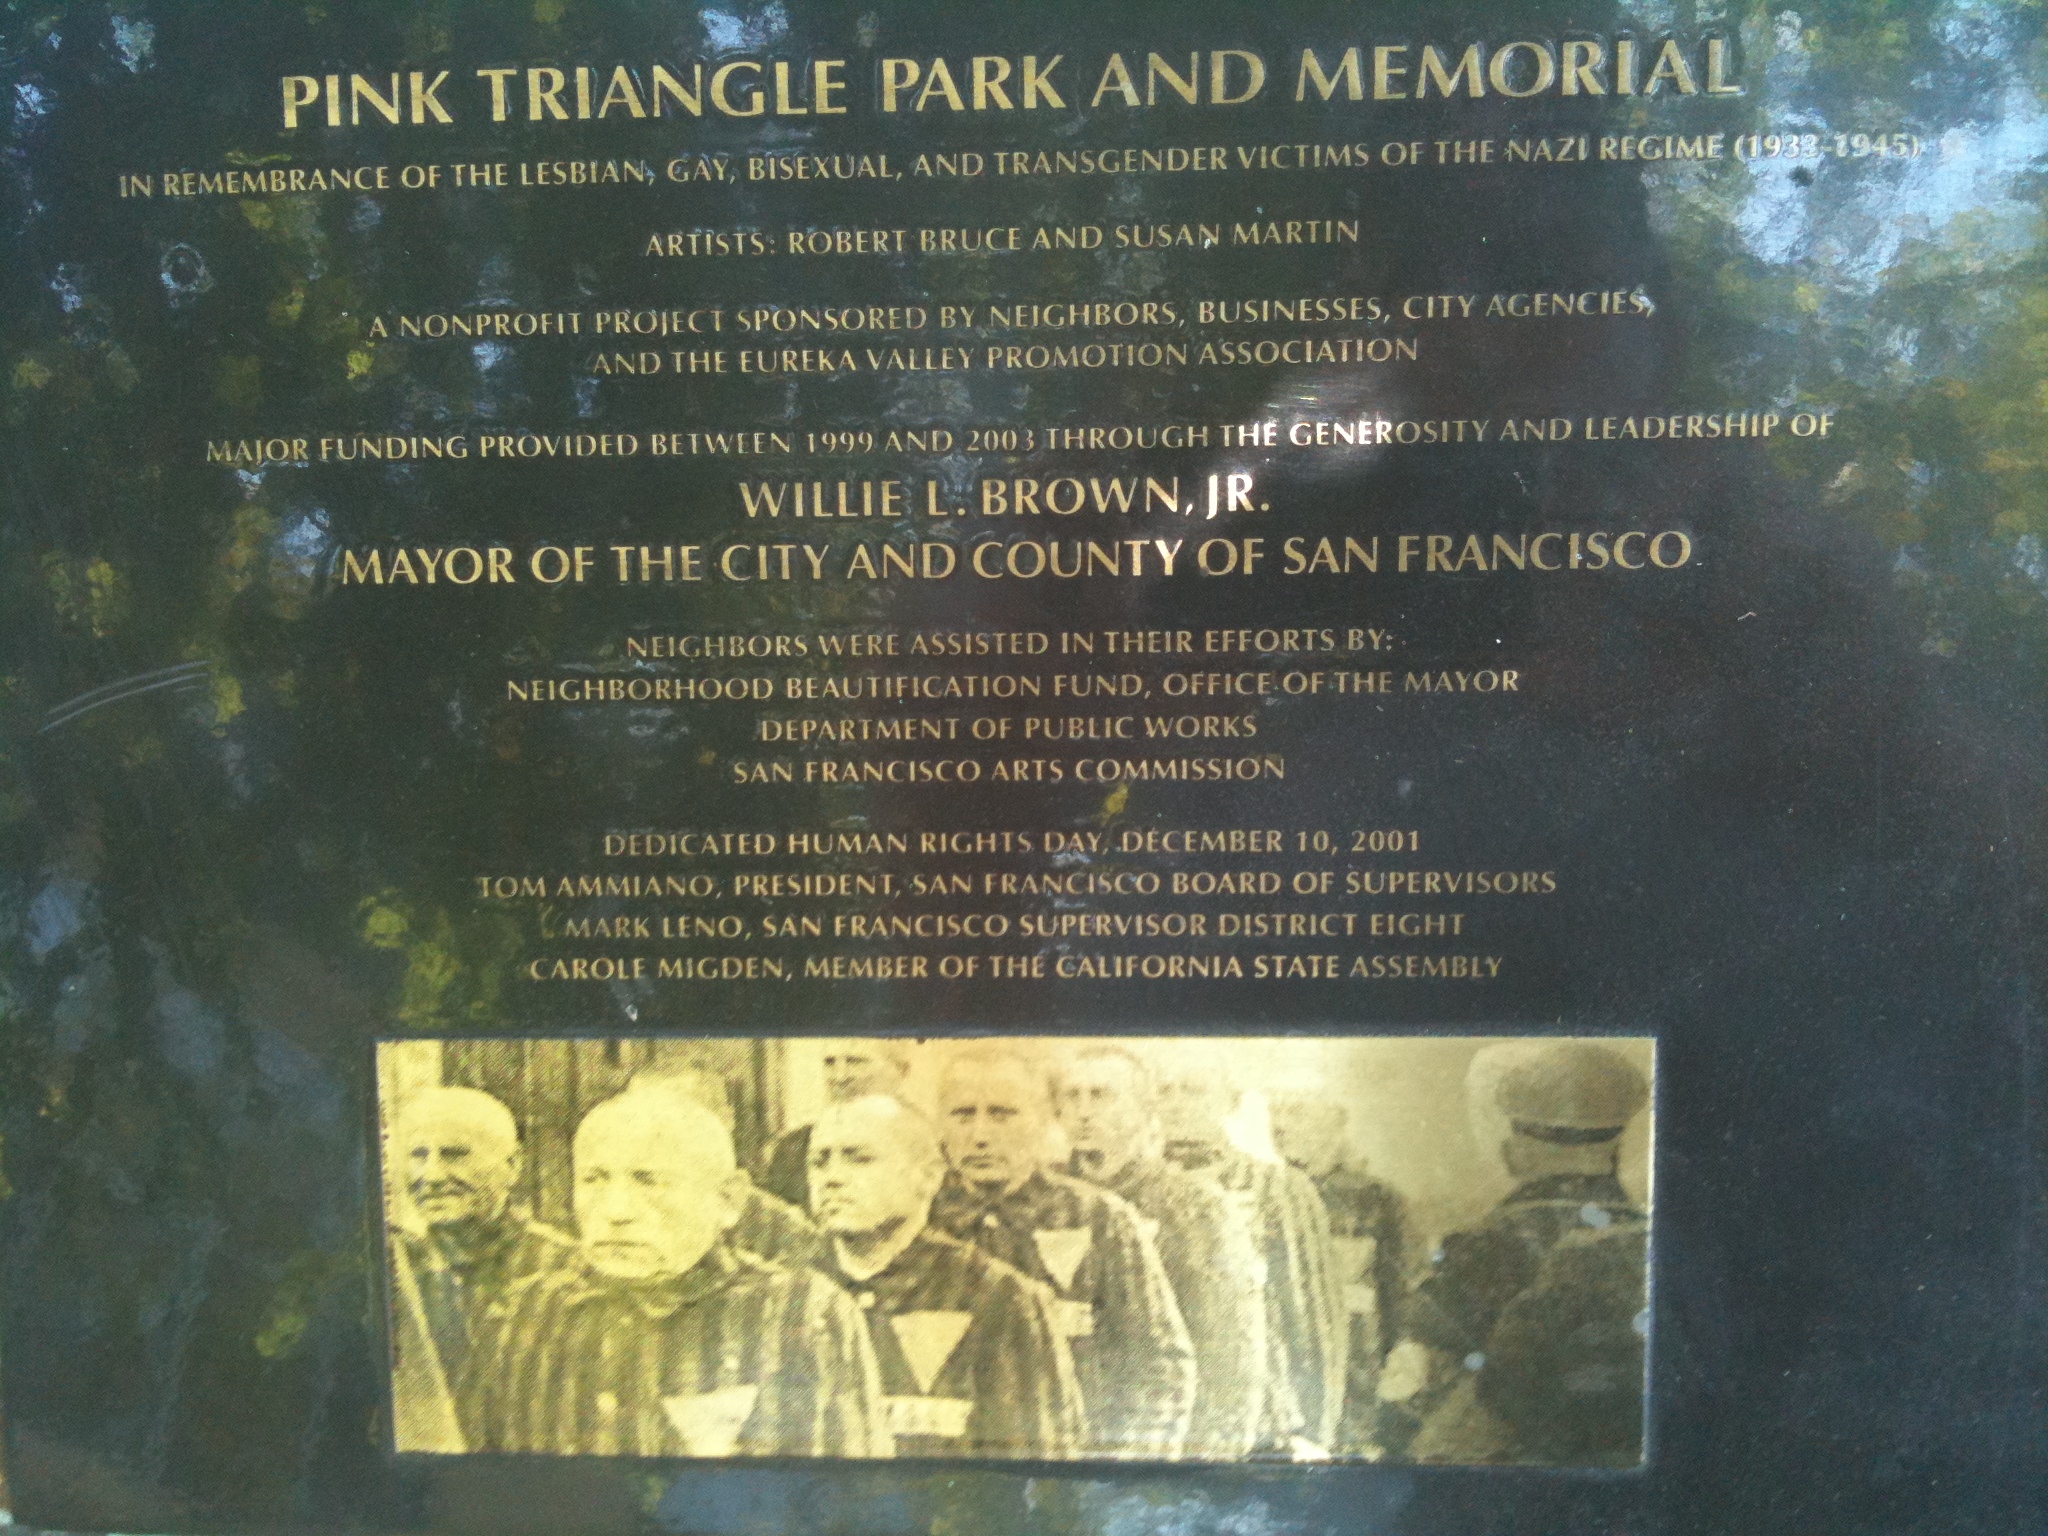 PINK TRIANGLE PARK AND MEMORIAL
IN REMEMBRANCE OF THE LESBIAN, GAY, BISEXUAL, AND TRANSGENDER VICTIMS OF THE NAZI REGIME (1933-1945)
ARTISTS: ROBERT BRUCE AND SUSAN MARTIN
A NONPROFIT PROJECT SPONSORED BY NEIGHBORS, BUSINESSES, CITY AGENCIES,
AND THE EUREKA VALLEY PROMOTION ASSOCIATION
MAJOR FUNDING PROVIDED BETWEEN 1999 AND 2003 THROUGH THE GENEROSITY AND LEADERSHIP OF
WILLIE L. BROWN, JR.
MAYOR OF THE CITY AND COUNTY OF SAN FRANCISCO
NEIGHBORS WERE ASSISTED IN THEIR EFFORTS BY:
NEIGHBORHOOD BEAUTIFICATION FUND, OFFICE OF THE MAYOR
DEPARTMENT OF PUBLIC WORKS
SAN FRANCISCO ARTS COMMISSION
DEDICATED HUMAN RIGHTS DAY, DECEMBER 10, 2001
TOM AMMIANO, PRESIDENT, SAN FRANCISCO BOARD OF SUPERVISORS
MARK LENO, SAN FRANCISCO SUPERVISOR DISTRICT EIGHT
CAROLE MIGDEN, MEMBER OF THE CALIFORNIA STATE ASSEMBLY